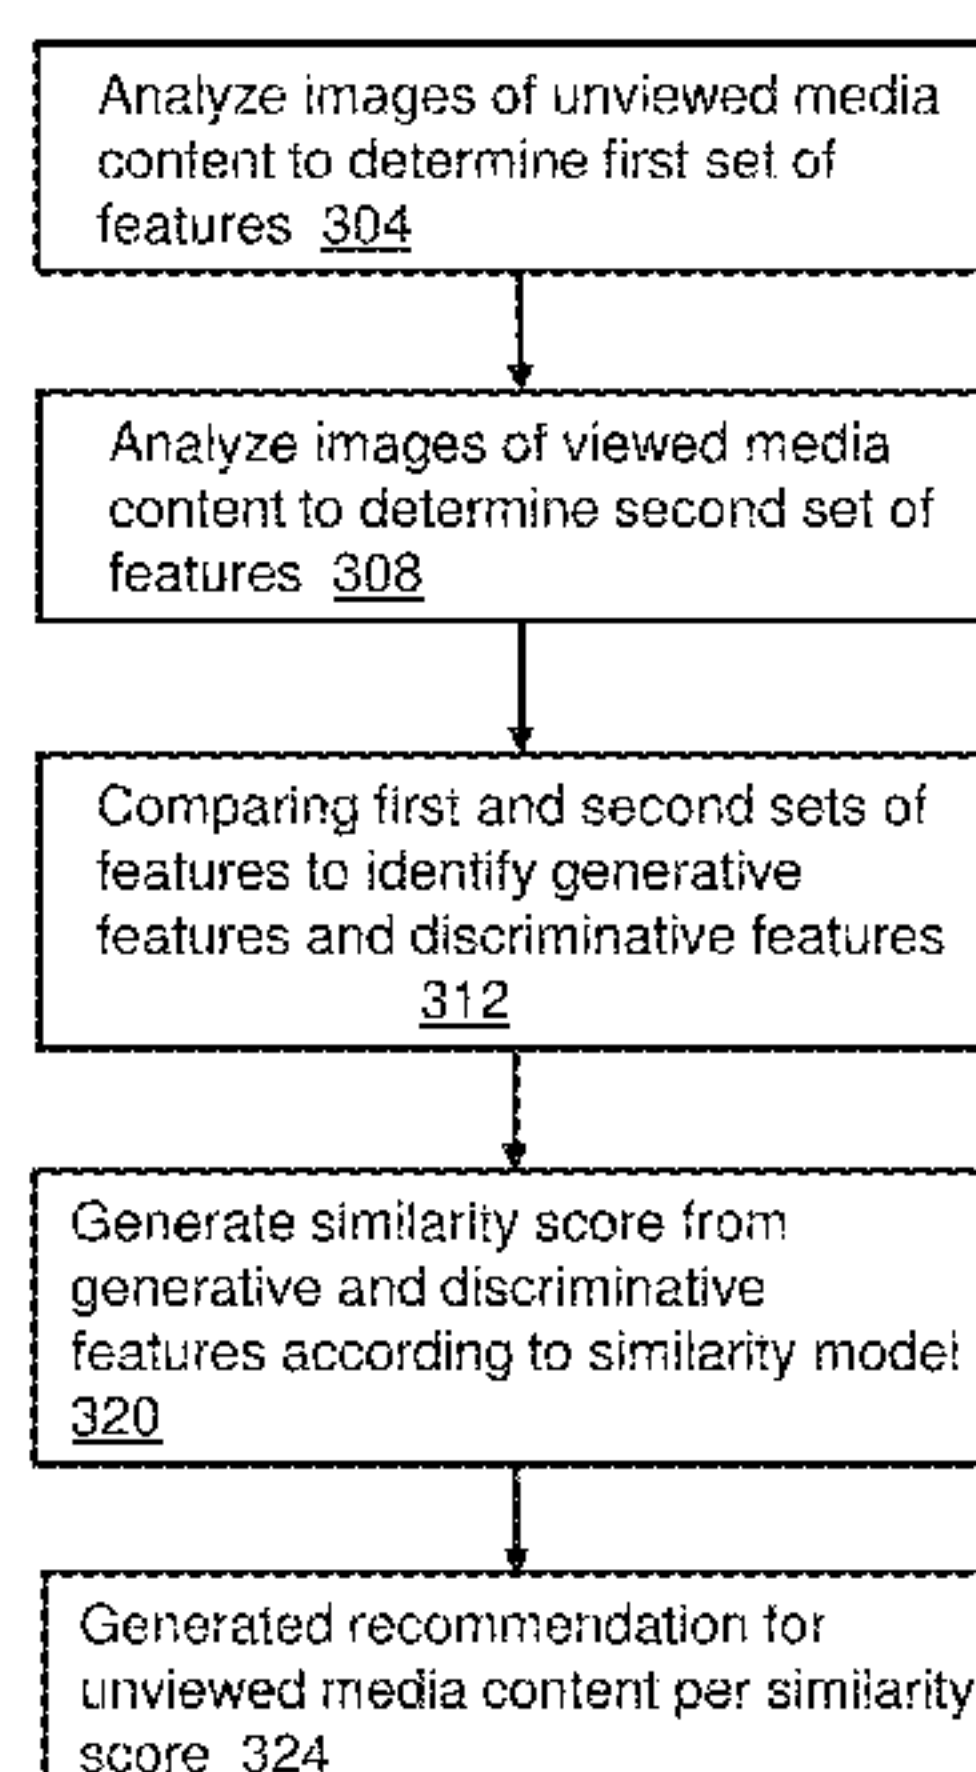 Analyze images of unviewed media
content to determine first set of
features 304
Analyze images of viewed media
content to determine second set of
features 308
Comparing first and second sets of
features to identify generative
features and discriminative features
312
Generate similarity score from
generative and discriminative
features according to similarity model
320
Generated recommendation for
unviewed media content per similarity
score 324